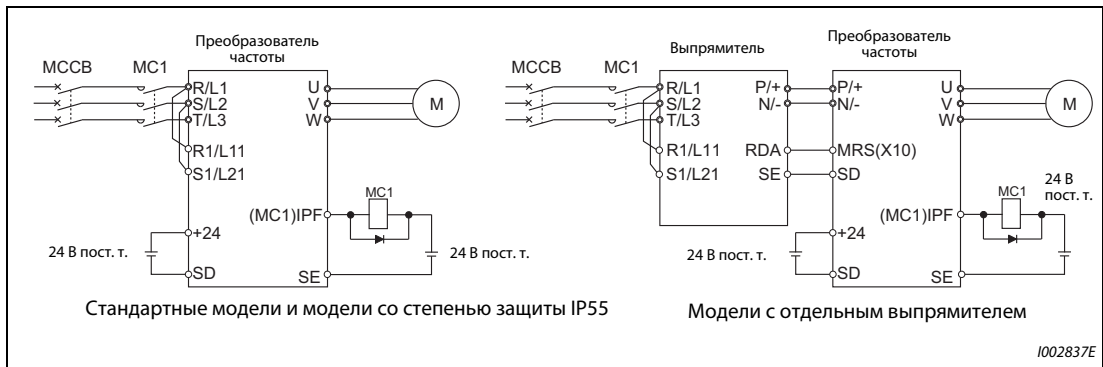 Преобразователь
частоты
MCCB
MC1
R/L1
S/L2
T/L3
R1/L11
S1/L21
U
V
W
M
(MC1)IPF
MC1
+24
24 В пост. т.
SD
SE
24 В пост. т.
Стандартные модели и модели со степенью защиты IP55
Выпрямитель
Преобразователь
частоты
MCCB
MC1
R/L1
S/L2
T/L3
R1/L11
S1/L21
P/+
N/-
RDA
SE
P/+
N/-
MRS(X10)
SD
U
V
W
M
(MC1)IPF
MC1
24 В
пост. т.
+24
24 В пост. т.
SD
SE
Модели с отдельным выпрямителем
I002837E